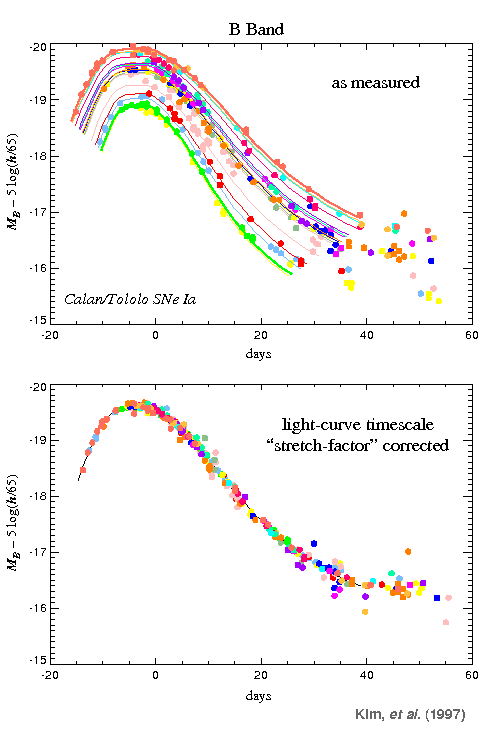 B Band
-20
as measured
-19
-18
-17
-16
-15
M_B – 5 log(h/65)
Calan/Tololo SNe Ia
-20 0 20 40 60
days
-20
light-curve timescale
“stretch-factor” corrected
-19
-18
-17
-16
-15
M_B – 5 log(h/65)
-20 0 20 40 60
days
Kim, et al. (1997)